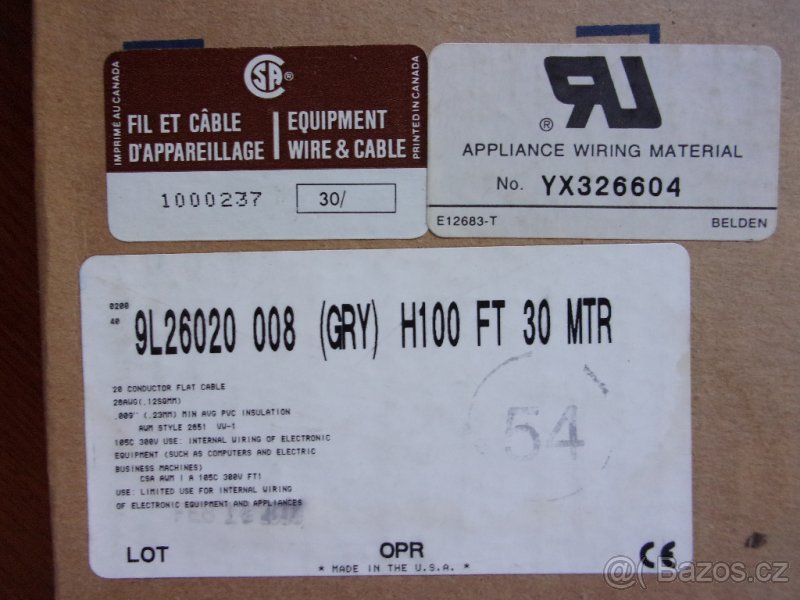 IMPRIMÉ AU CANADA
CSA®
FIL ET CÂBLE
D'APPAREILLAGE
EQUIPMENT
WIRE & CABLE
PRINTED IN CANADA
1000237
30/
RU
®
APPLIANCE WIRING MATERIAL
No. YX326604
E12683-T
BELDEN
0200
40
9L26020 008 (GRY) H100 FT 30 MTR
20 CONDUCTOR FLAT CABLE
26AWG(.12SQMM)
.009" (.23MM) MIN AVG PVC INSULATION
AWM STYLE 2651 VW-1
105C 300V USE: INTERNAL WIRING OF ELECTRONIC
EQUIPMENT (SUCH AS COMPUTERS AND ELECTRIC
BUSINESS MACHINES)
CSA AWM I A 105C 300V FT1
USE: LIMITED USE FOR INTERNAL WIRING
OF ELECTRONIC EQUIPMENT AND APPLIANCES
54
LOT
OPR
* MADE IN THE U.S.A. *
CE
@ Bazoš.cz